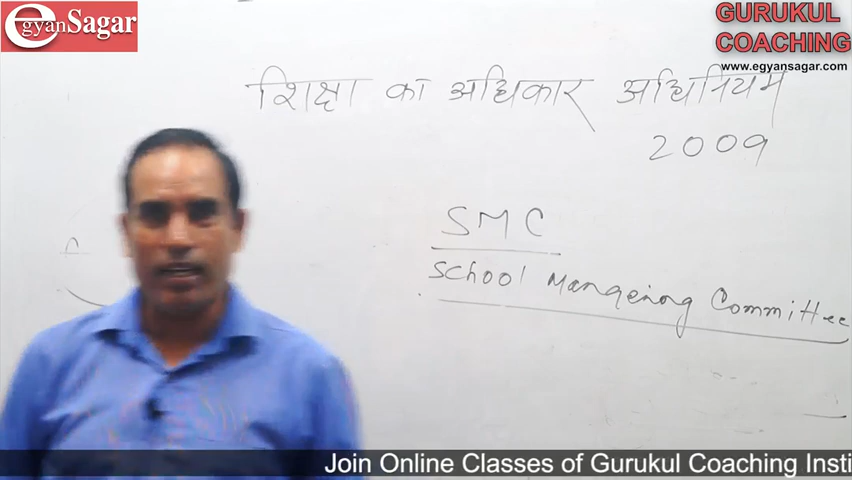 egyanSagar
GURUKUL
COACHING
www.egyansagar.com
शिक्षा का अधिकार अधिनियम
2009
SMC
School Mangening Committee
Join Online Classes of Gurukul Coaching Insti